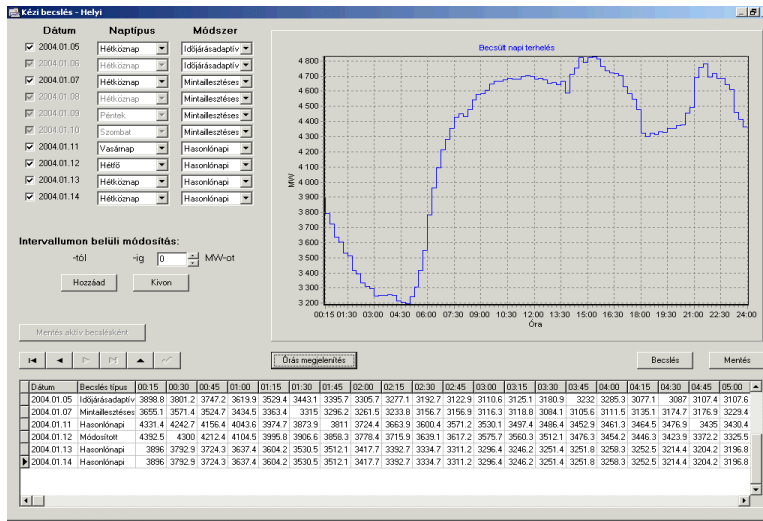 Kézi becslés - Helyi
Dátum Naptípus Módszer
2004.01.05 Hétköznap Időjárásadaptív
2004.01.06 Hétköznap Időjárásadaptív
2004.01.07 Hétköznap Mintaillesztéses
2004.01.08 Hétköznap Mintaillesztéses
2004.01.09 Péntek Mintaillesztéses
2004.01.10 Szombat Mintaillesztéses
2004.01.11 Vasárnap Hasonlónapi
2004.01.12 Hétfő Hasonlónapi
2004.01.13 Hétköznap Hasonlónapi
2004.01.14 Hétköznap Hasonlónapi
Intervallumon belüli módosítás:
-tól -ig 0 MW-ot
Hozzáad Kivon
Mentés aktív becslésként
Becsült napi terhelés
4 800
4 700
4 600
4 500
4 400
4 300
4 200
4 100
MW
4 000
3 900
3 800
3 700
3 600
3 500
3 400
3 300
3 200
00:15 01:30 03:00 04:30 06:00 07:30 09:00 10:30 12:00 13:30 15:00 16:30 18:00 19:30 21:00 22:30 24:00
Óra
Órás megjelenítés Becslés Mentés
Dátum Becslés típus 00:15 00:30 00:45 01:00 01:15 01:30 01:45 02:00 02:15 02:30 02:45 03:00 03:15 03:30 03:45 04:00 04:15 04:30 04:45 05:00
2004.01.05 Időjárásadaptív 3898.8 3801.2 3747.2 3619.9 3529.4 3443.1 3395.7 3305.7 3277.1 3192.7 3122.9 3110.6 3125.1 3180.9 3232 3285.3 3077.1 3087 3107.4 3107.6
2004.01.07 Mintaillesztéses 3655.1 3571.4 3524.7 3434.5 3363.4 3315 3296.2 3261.5 3233.8 3156.7 3156.9 3116.3 3118.8 3084.1 3105.6 3111.5 3135.1 3174.7 3176.9 3229.4
2004.01.11 Hasonlónapi 4331.4 4242.7 4156.4 4043.6 3974.7 3873.9 3811 3724.4 3663.9 3600.4 3571.2 3530.1 3497.4 3486.4 3452.9 3461.3 3464.5 3476.9 3435 3430.4
2004.01.12 Módosított 4392.5 4300 4212.4 4104.5 3995.8 3906.6 3858.3 3778.4 3715.9 3639.1 3617.2 3575.7 3560.3 3512.1 3476.3 3454.2 3446.3 3423.9 3372.2 3325.5
2004.01.13 Hasonlónapi 3896 3792.9 3724.3 3637.4 3604.2 3530.5 3512.1 3417.7 3392.7 3334.7 3311.2 3296.4 3246.2 3251.4 3251.8 3258.3 3252.5 3214.4 3204.2 3196.8
2004.01.14 Hasonlónapi 3896 3792.9 3724.3 3637.4 3604.2 3530.5 3512.1 3417.7 3392.7 3334.7 3311.2 3296.4 3246.2 3251.4 3251.8 3258.3 3252.5 3214.4 3204.2 3196.8